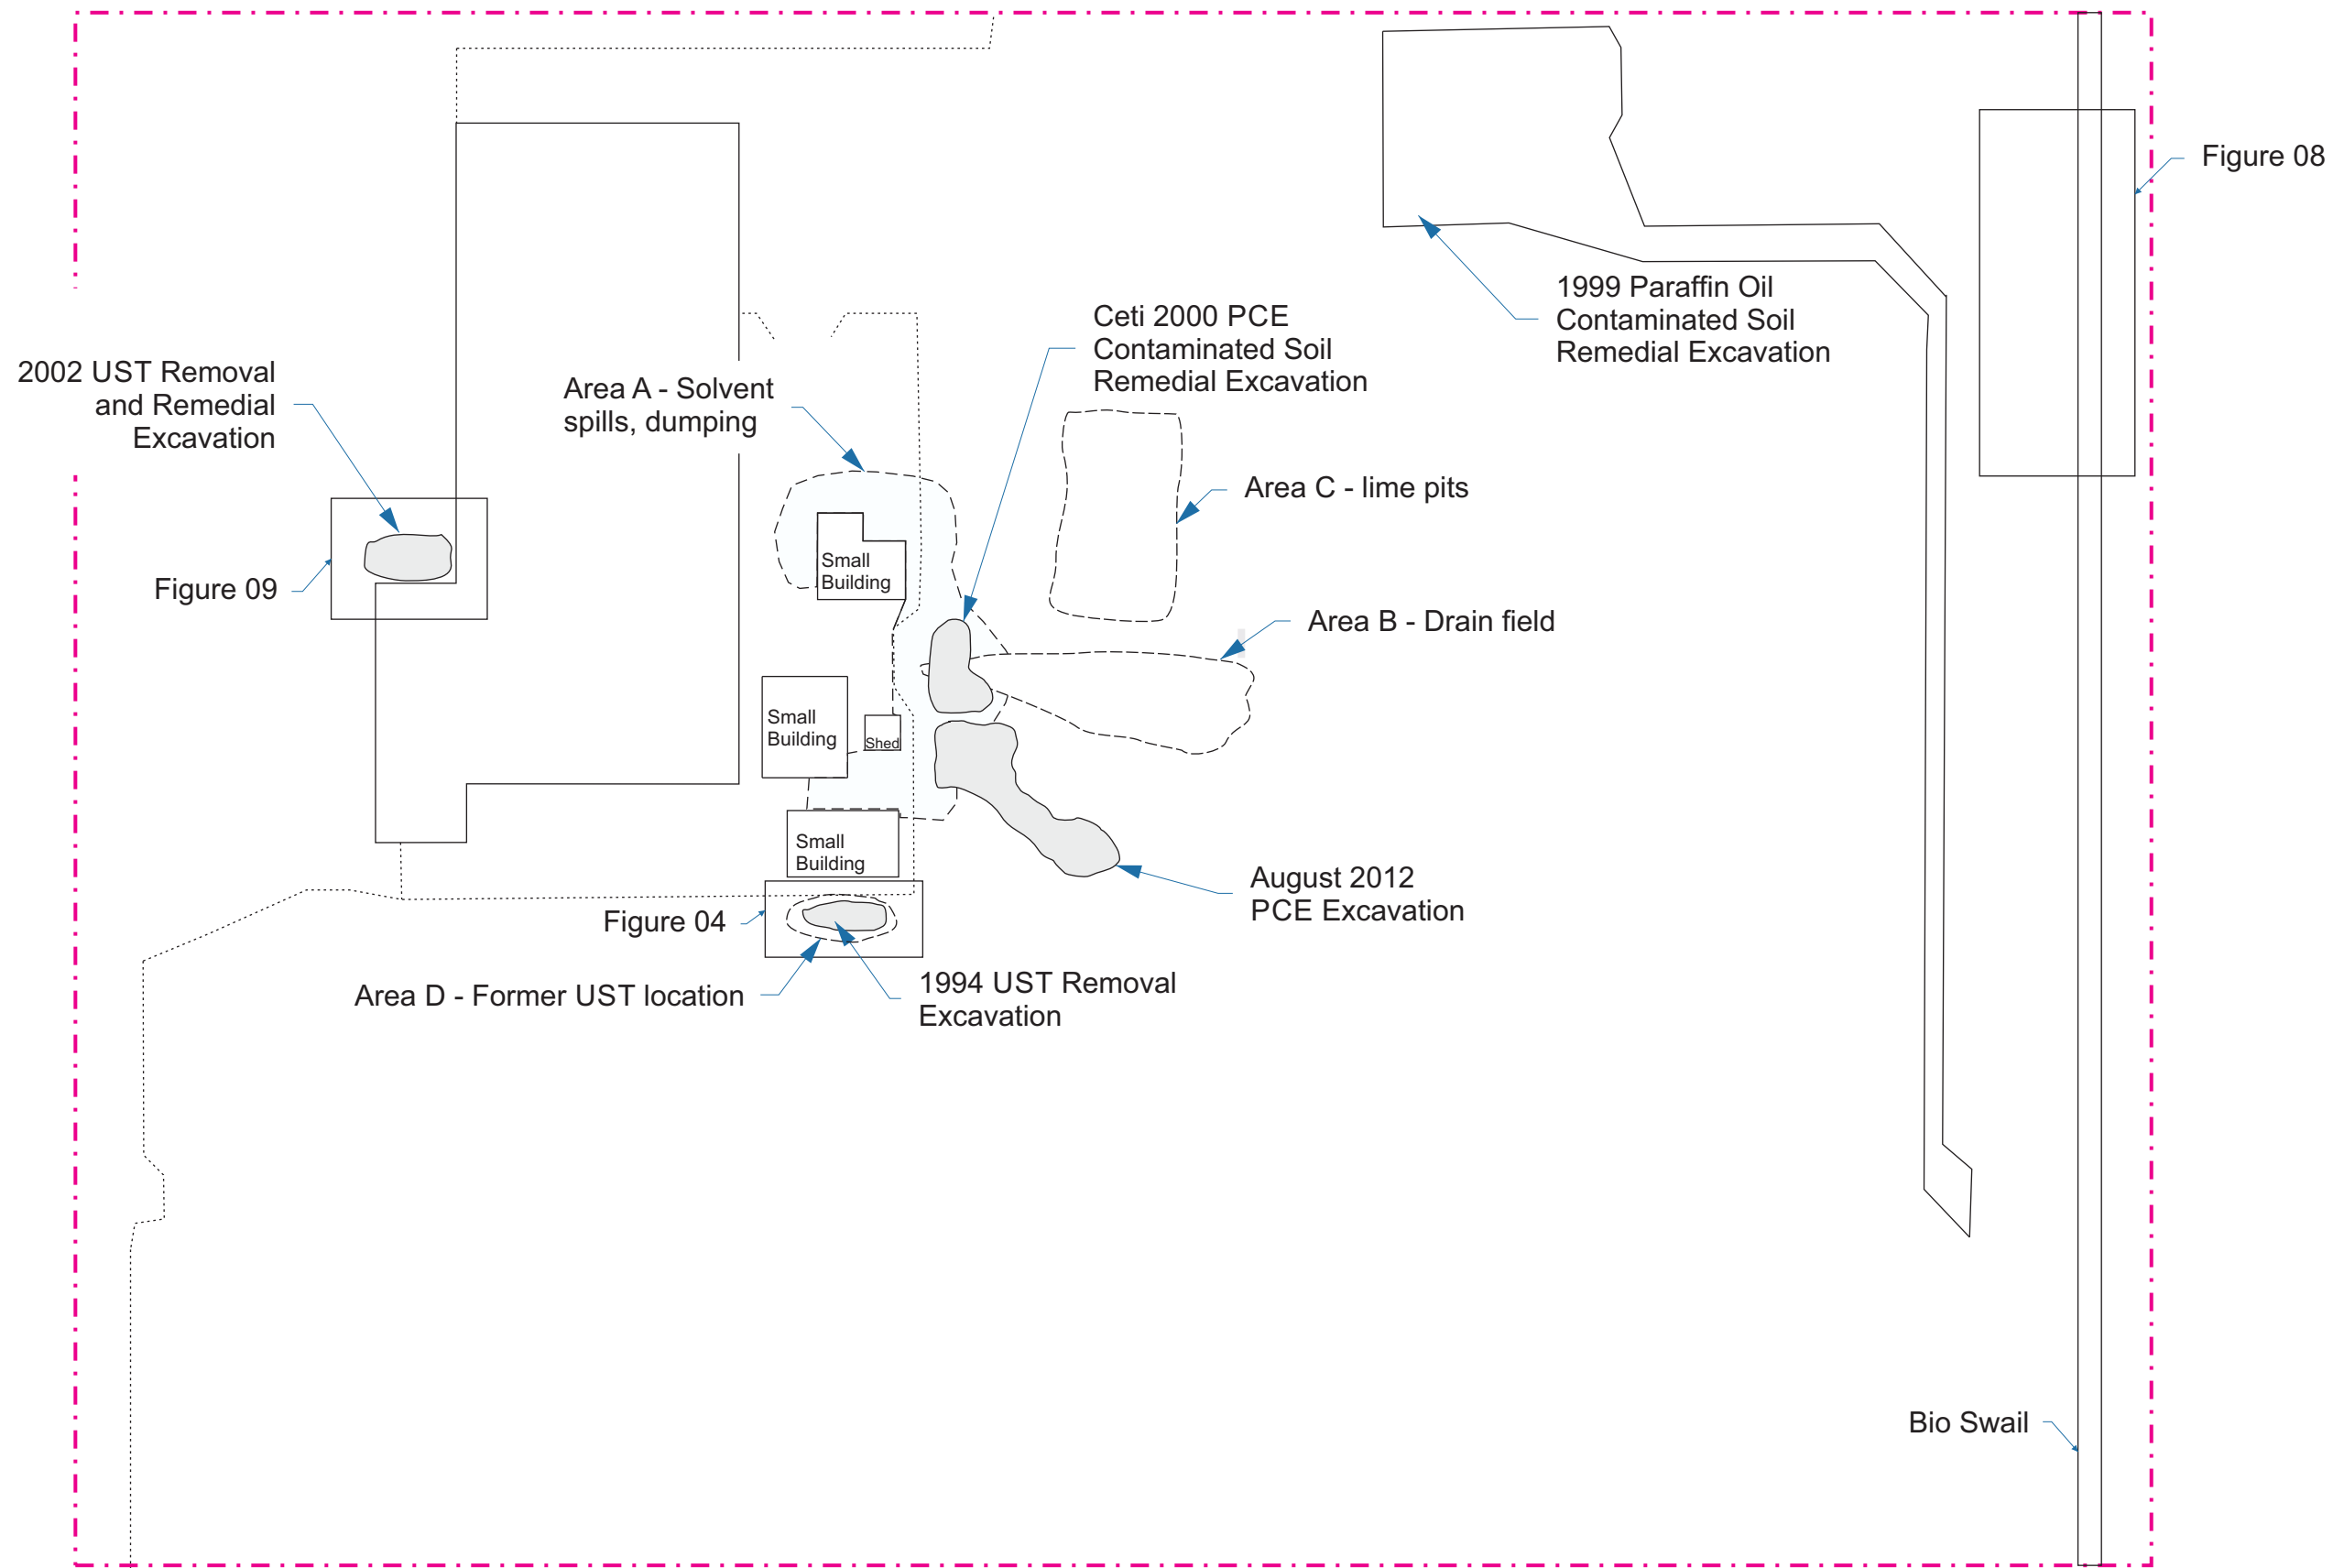 Figure 08
1999 Paraffin Oil
Contaminated Soil
Remedial Excavation
Ceti 2000 PCE
Contaminated Soil
Remedial Excavation
2002 UST Removal
and Remedial
Excavation
Area A - Solvent
spills, dumping
Area C - lime pits
Small
Building
Figure 09
Area B - Drain field
Small
Building
Shed
Small
Building
August 2012
PCE Excavation
Figure 04
Area D - Former UST location
1994 UST Removal
Excavation
Bio Swail